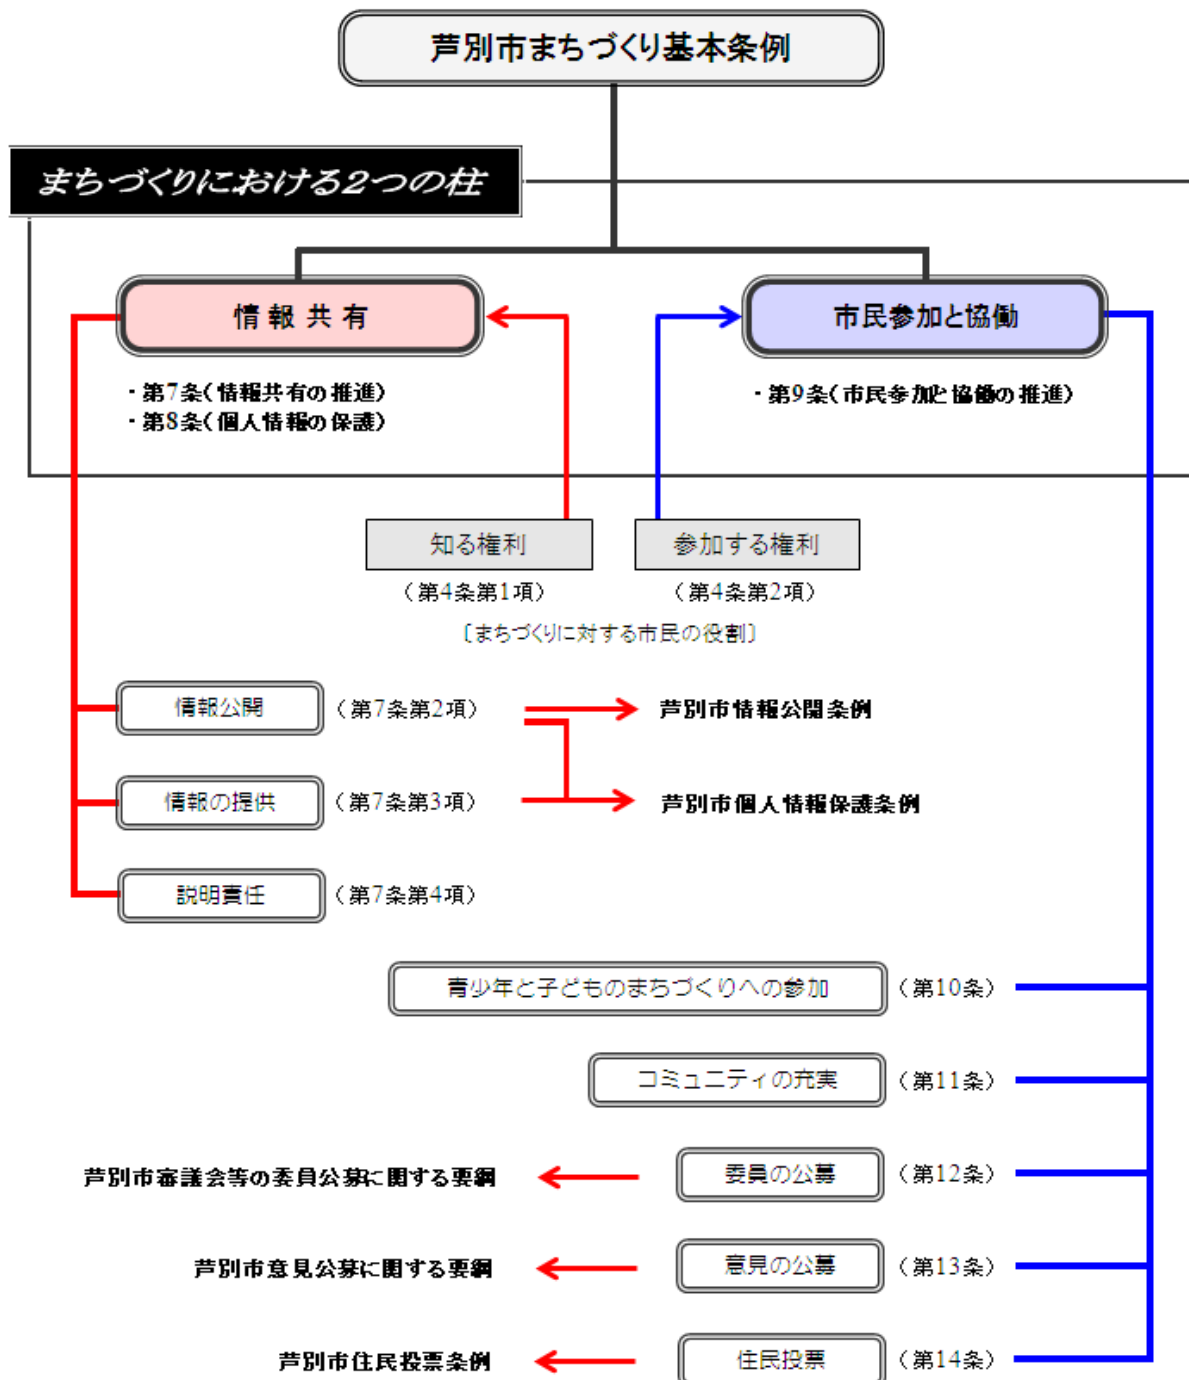 芦別市まちづくり基本条例
まちづくりにおける2つの柱
情報共有
市民参加と協働
・第7条(情報共有の推進)
・第8条(個人情報の保護)
・第9条(市民参加と協働の推進)
知る権利
参加する権利
(第4条第1項)
(第4条第2項)
〔まちづくりに対する市民の役割〕
情報公開 (第7条第2項) 芦別市情報公開条例
情報の提供 (第7条第3項) 芦別市個人情報保護条例
説明責任 (第7条第4項)
青少年と子どものまちづくりへの参加 (第10条)
コミュニティの充実 (第11条)
芦別市審議会等の委員公募に関する要綱 委員の公募 (第12条)
芦別市意見公募に関する要綱 意見の公募 (第13条)
芦別市住民投票条例 住民投票 (第14条)